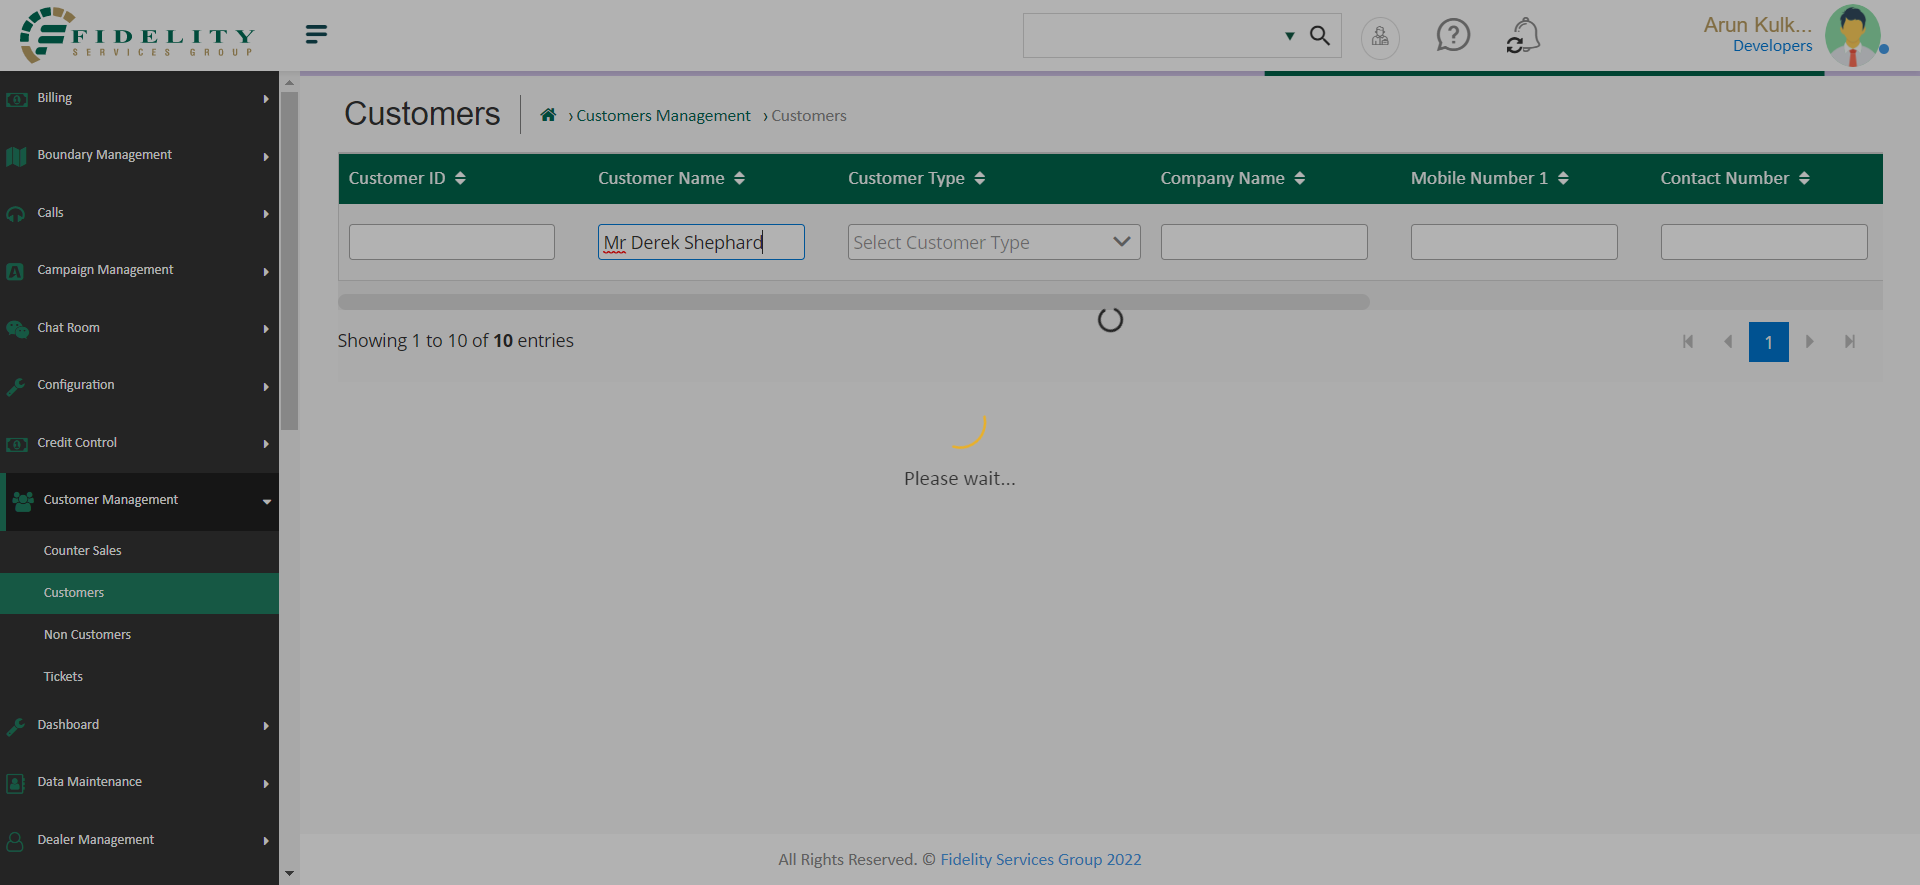 FIDELITY
SERVICES GROUP
Arun Kulk...
Developers
Billing
Boundary Management
Calls
Campaign Management
Chat Room
Configuration
Credit Control
Customer Management
Counter Sales
Customers
Non Customers
Tickets
Dashboard
Data Maintenance
Dealer Management
Customers
› Customers Management › Customers
Customer ID Customer Name Customer Type Company Name Mobile Number 1 Contact Number
Mr Derek Shephard Select Customer Type
Showing 1 to 10 of 10 entries
1
Please wait...
All Rights Reserved. © Fidelity Services Group 2022